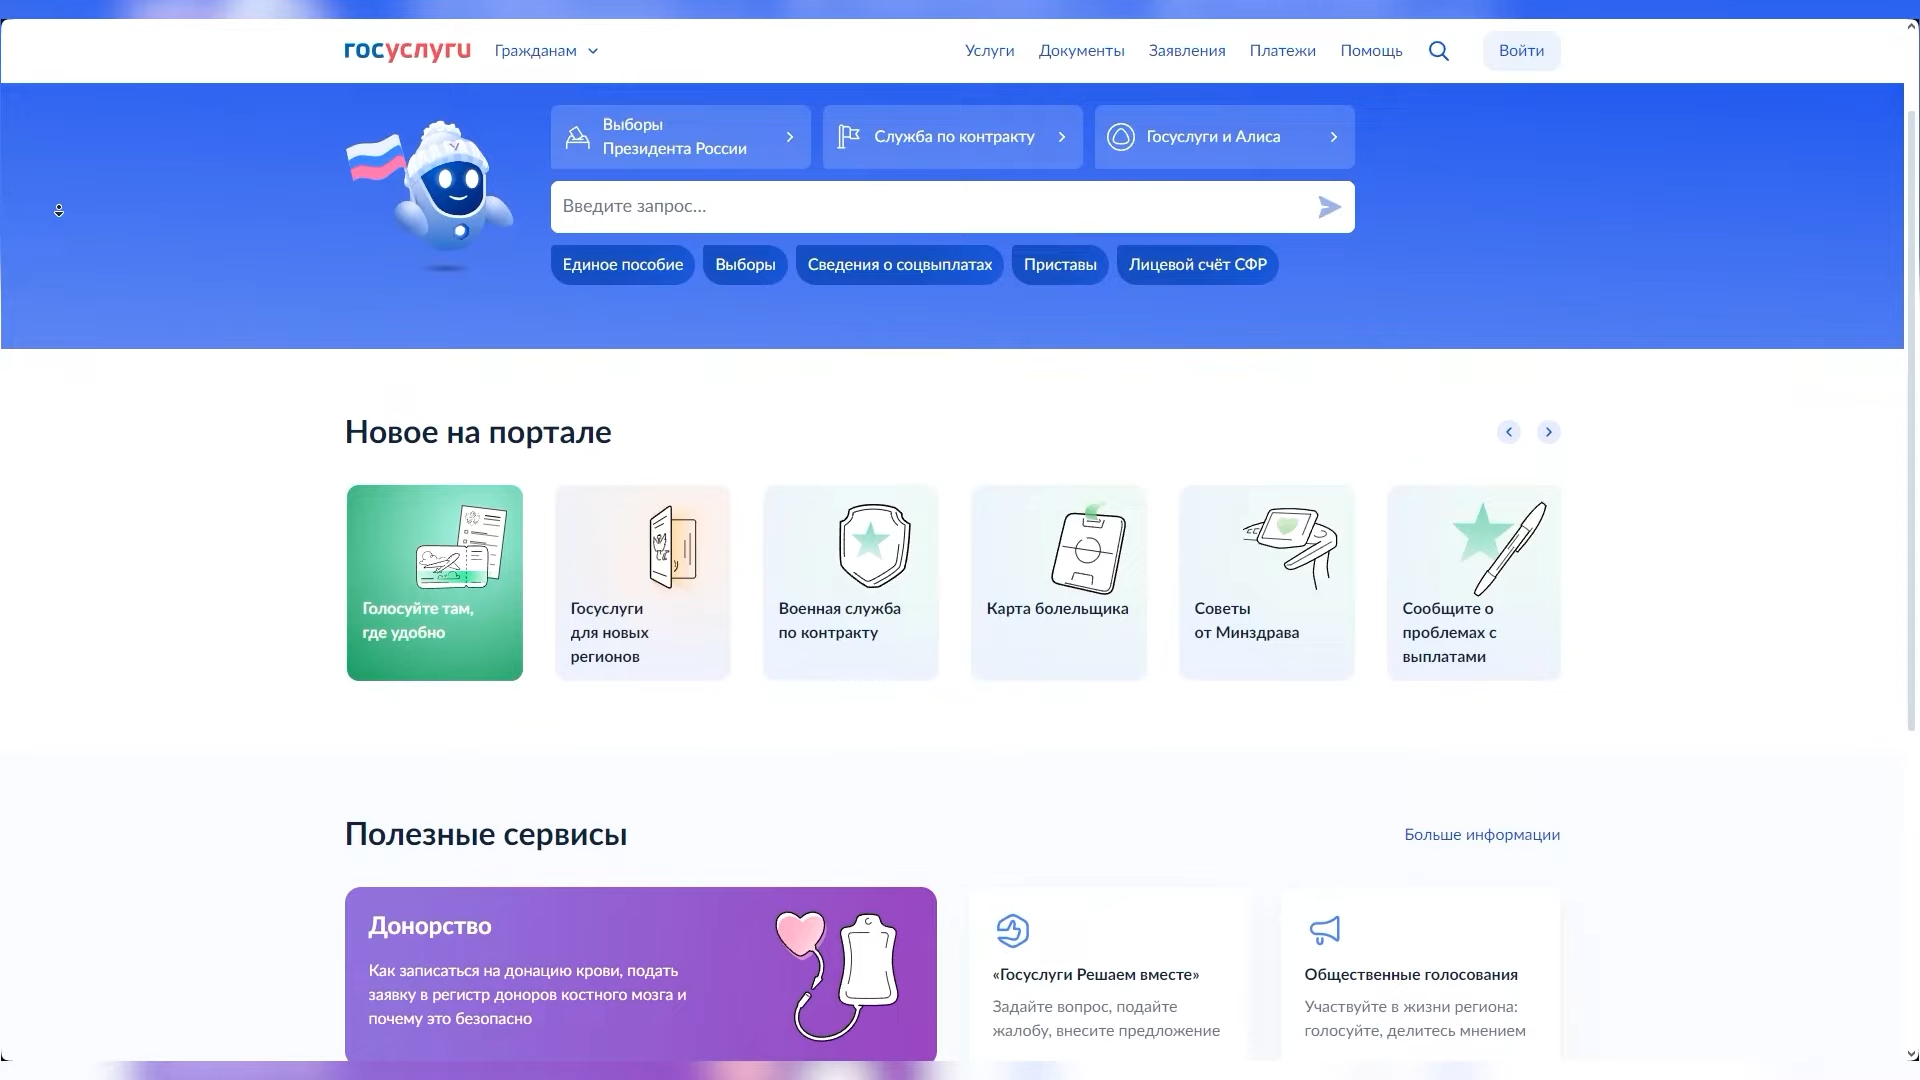 госуслуги
Гражданам
Услуги
Документы
Заявления
Платежи
Помощь
Войти
Выборы
Президента России
Служба по контракту
Госуслуги и Алиса
Введите запрос...
Единое пособие
Выборы
Сведения о соцвыплатах
Приставы
Лицевой счёт СФР
Новое на портале
Голосуйте там,
где удобно
Госуслуги
для новых
регионов
Военная служба
по контракту
Карта болельщика
Советы
от Минздрава
Сообщите о
проблемах с
выплатами
Полезные сервисы
Больше информации
Донорство
Как записаться на донацию крови, подать
заявку в регистр доноров костного мозга и
почему это безопасно
«Госуслуги Решаем вместе»
Задайте вопрос, подайте
жалобу, внесите предложение
Общественные голосования
Участвуйте в жизни региона:
голосуйте, делитесь мнением